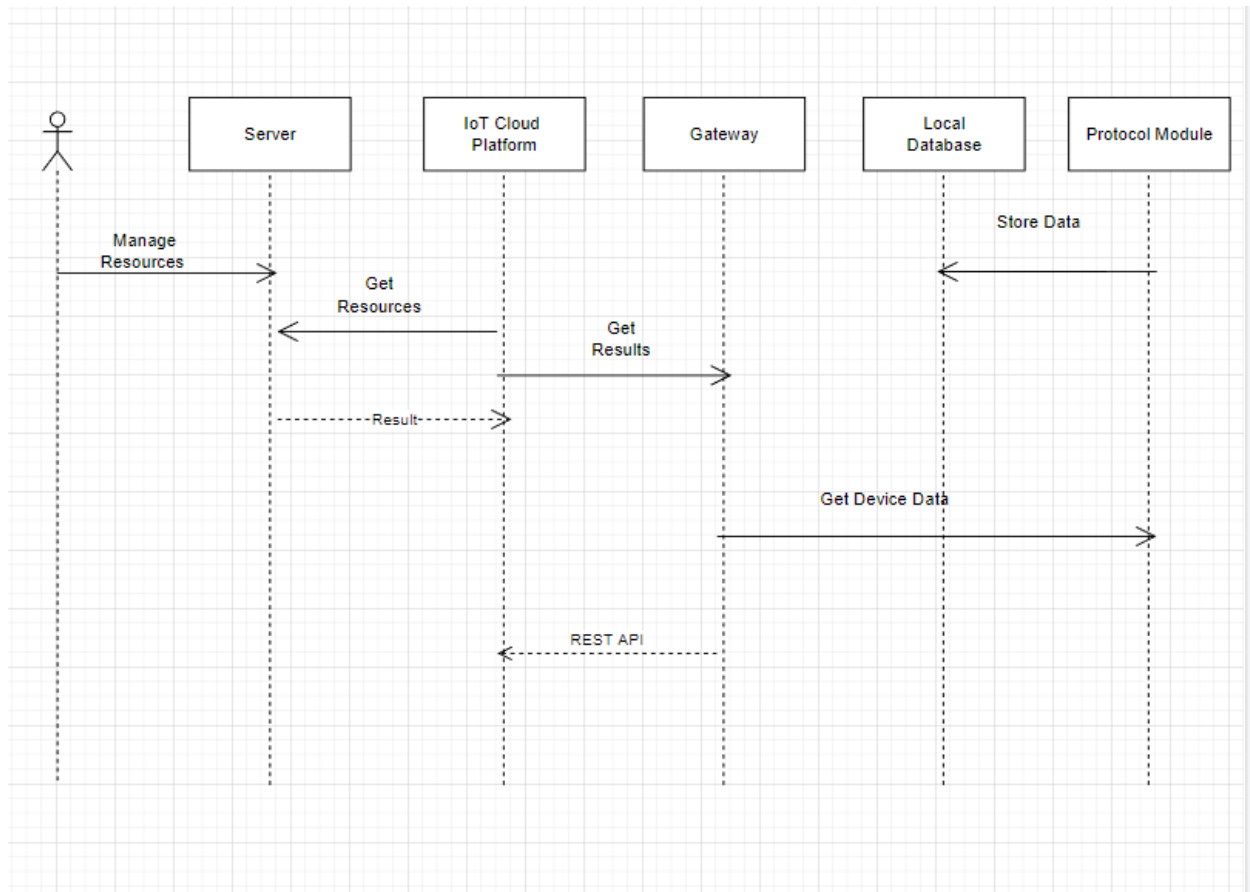 Server
IoT Cloud
Platform
Gateway
Local
Database
Protocol Module
Store Data
Manage
Resources
Get
Resources
Get
Results
Result
Get Device Data
REST API